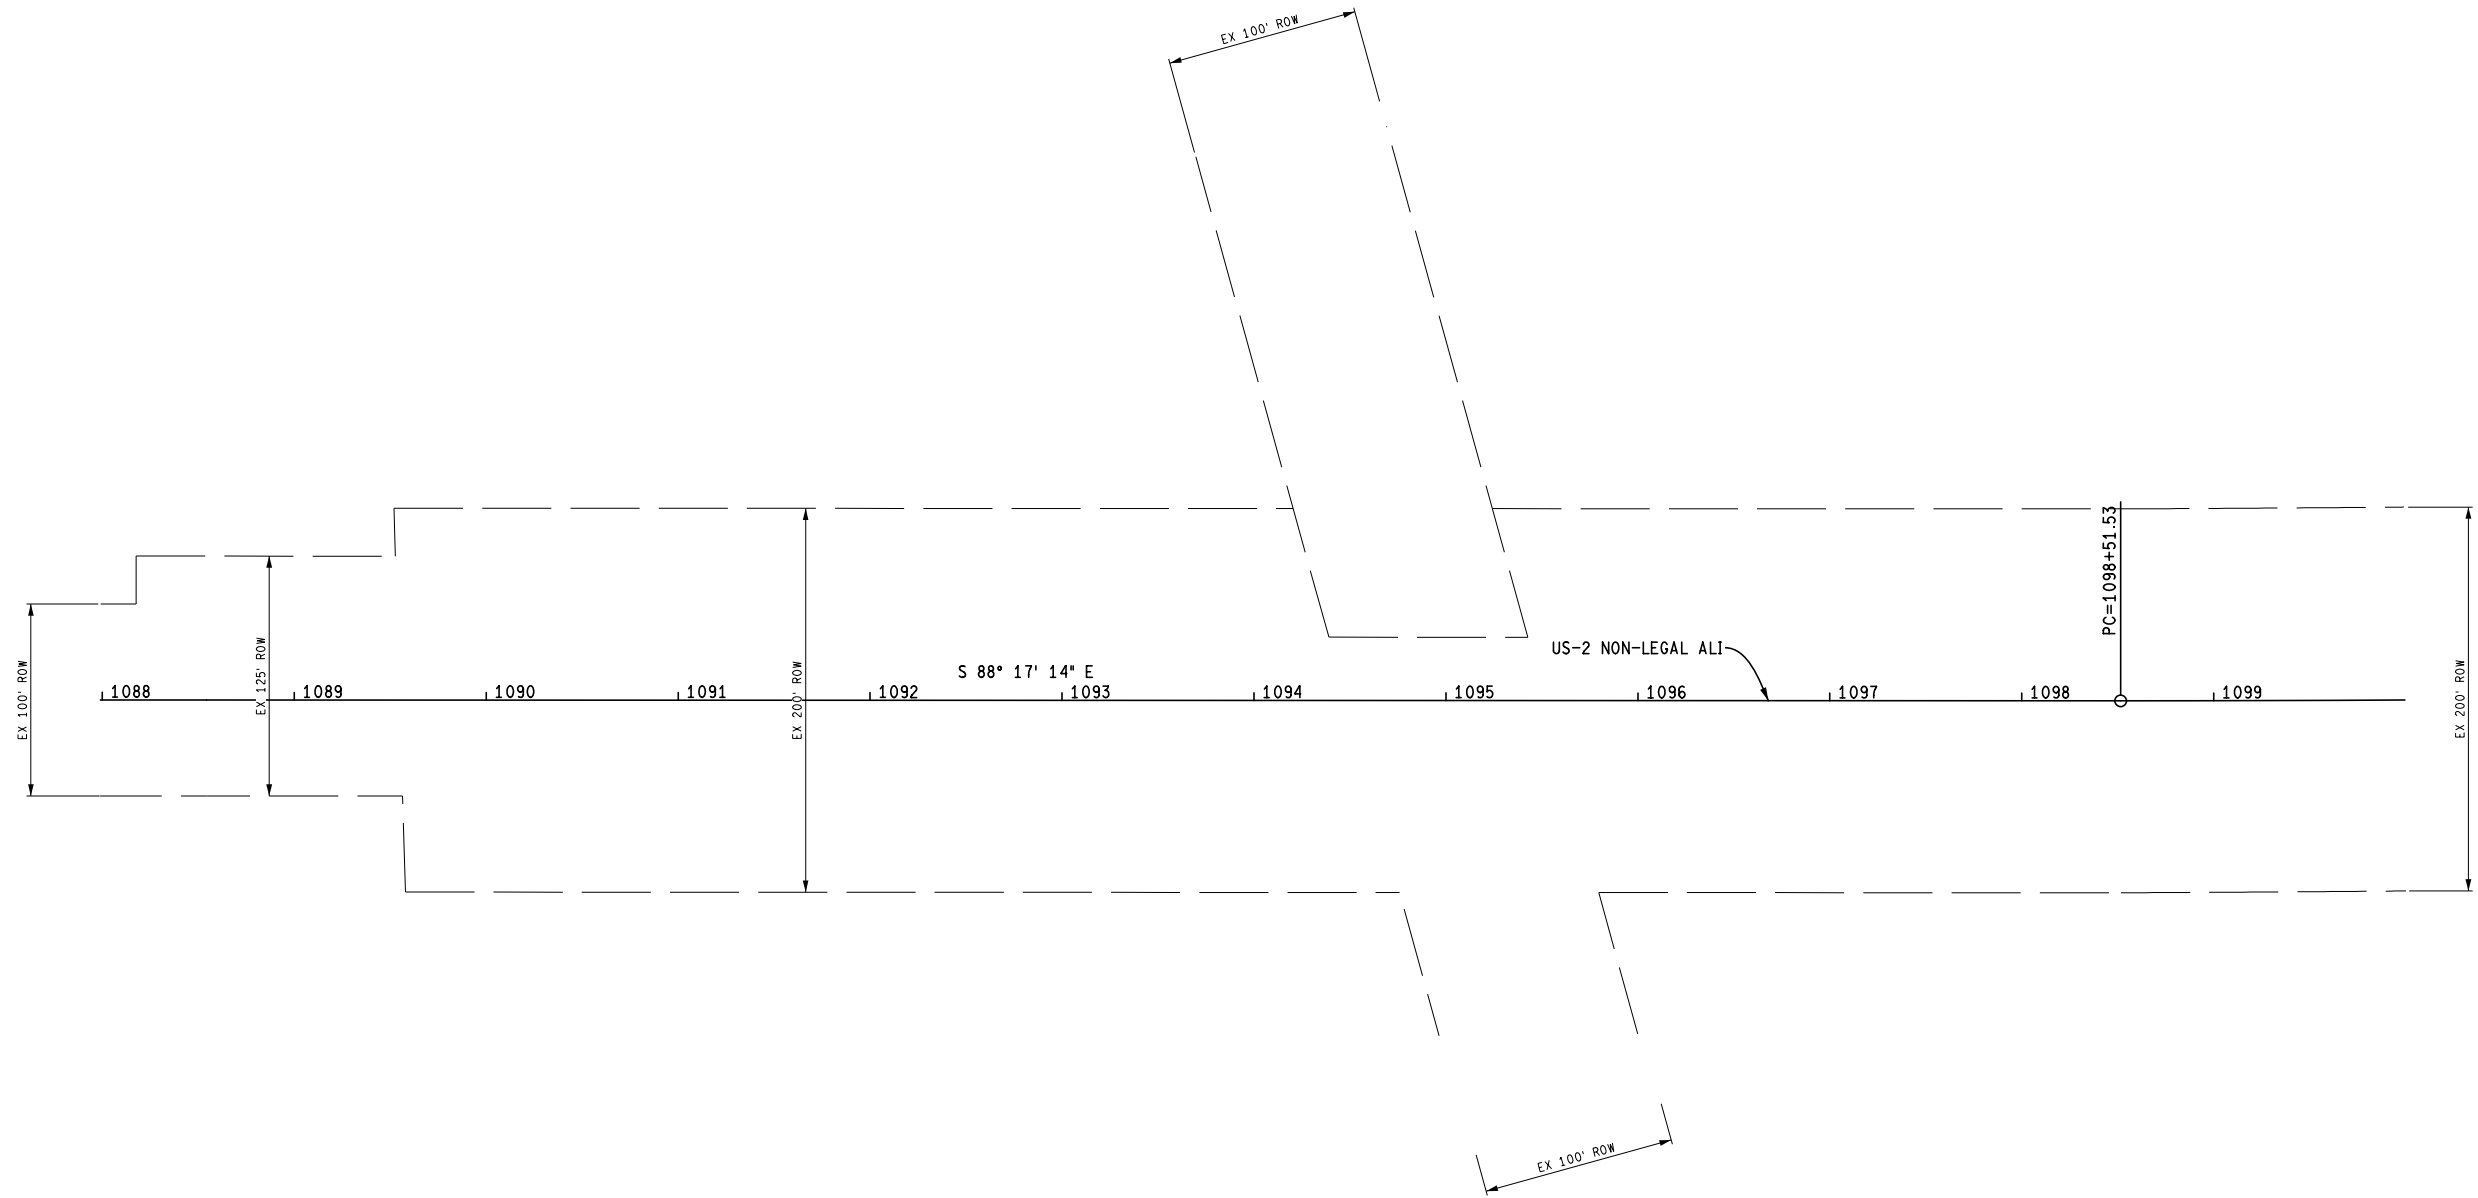 EX 100' ROW
PC=1098+51.53
EX 100' ROW
EX 125' ROW
EX 200' ROW
US-2 NON-LEGAL ALI
EX 200' ROW
S 88° 17' 14" E
1088
1089
1090
1091
1092
1093
1094
1095
1096
1097
1098
1099
EX 100' ROW